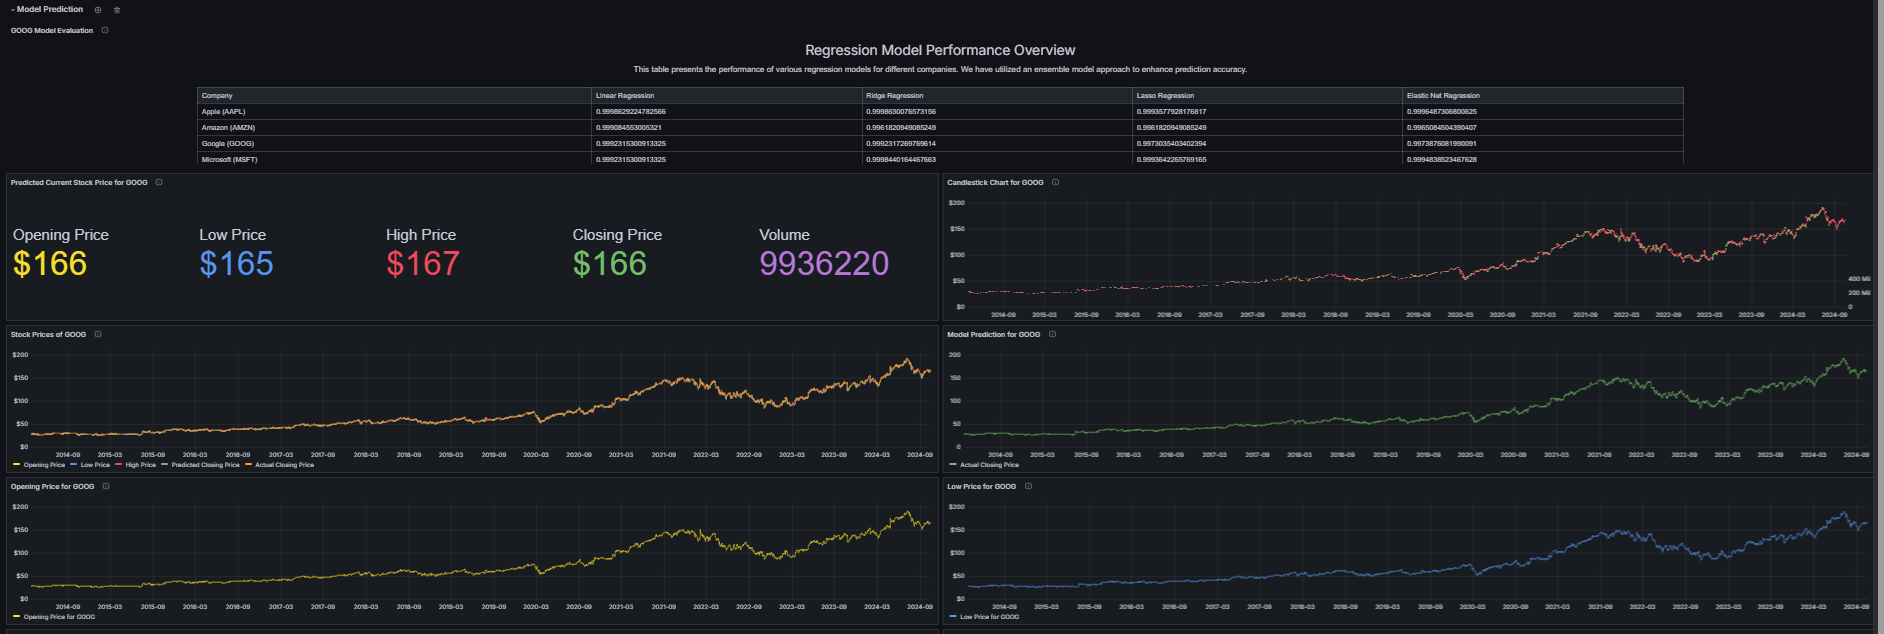 Model Prediction
GOOG Model Evaluation
Regression Model Performance Overview
This table presents the performance of various regression models for different companies. We have utilized an ensemble model approach to enhance prediction accuracy.
Company Linear Regression Ridge Regression Lasso Regression Elastic Net Regression
Apple (AAPL) 0.9998629224782566 0.9998630076573156 0.9993577928176817 0.9996487306800625
Amazon (AMZN) 0.999084553005321 0.9961820949085249 0.9961820949085249 0.9965084504390407
Google (GOOG) 0.9992315300913325 0.9992317269769614 0.9973035403402394 0.9973876081990091
Microsoft (MSFT) 0.9992315300913325 0.9998440164467663 0.9993642265769165 0.9994838523467628
Predicted Current Stock Price for GOOG
Opening Price Low Price High Price Closing Price Volume
$166 $165 $167 $166 9936220
Candlestick Chart for GOOG
$200
$150
$100
$50 400 Mil
200 Mil
$0 0
2014-09 2015-03 2015-09 2016-03 2016-09 2017-03 2017-09 2018-03 2018-09 2019-03 2019-09 2020-03 2020-09 2021-03 2021-09 2022-03 2022-09 2023-03 2023-09 2024-03 2024-09
Stock Prices of GOOG
$200
$150
$100
$50
$0
2014-09 2015-03 2015-09 2016-03 2016-09 2017-03 2017-09 2018-03 2018-09 2019-03 2019-09 2020-03 2020-09 2021-03 2021-09 2022-03 2022-09 2023-03 2023-09 2024-03 2024-09
Opening Price Low Price High Price Predicted Closing Price Actual Closing Price
Model Prediction for GOOG
200
150
100
50
0
2014-09 2015-03 2015-09 2016-03 2016-09 2017-03 2017-09 2018-03 2018-09 2019-03 2019-09 2020-03 2020-09 2021-03 2021-09 2022-03 2022-09 2023-03 2023-09 2024-03 2024-09
Actual Closing Price
Opening Price for GOOG
$200
$150
$100
$50
$0
2014-09 2015-03 2015-09 2016-03 2016-09 2017-03 2017-09 2018-03 2018-09 2019-03 2019-09 2020-03 2020-09 2021-03 2021-09 2022-03 2022-09 2023-03 2023-09 2024-03 2024-09
Opening Price for GOOG
Low Price for GOOG
$200
$150
$100
$50
$0
2014-09 2015-03 2015-09 2016-03 2016-09 2017-03 2017-09 2018-03 2018-09 2019-03 2019-09 2020-03 2020-09 2021-03 2021-09 2022-03 2022-09 2023-03 2023-09 2024-03 2024-09
Low Price for GOOG